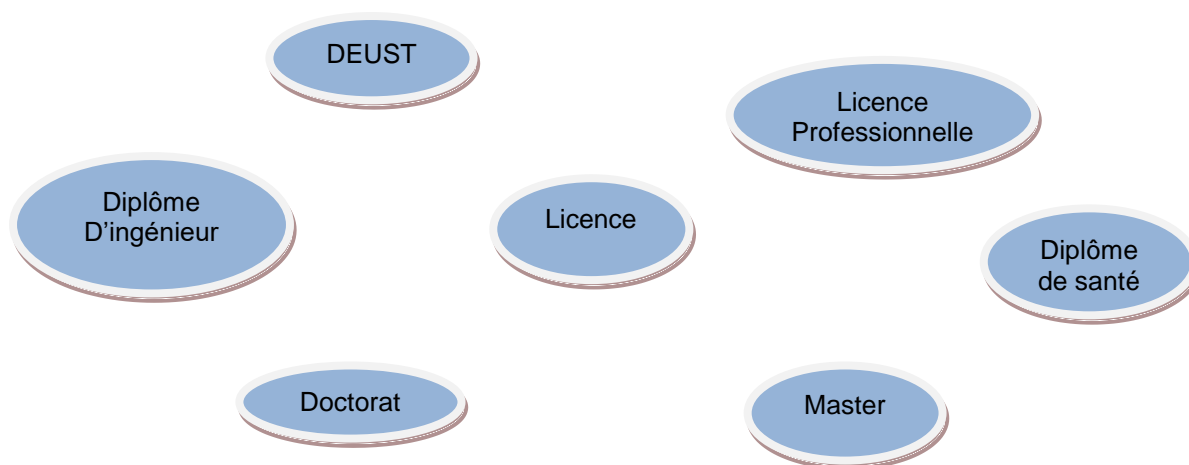 DEUST
Licence
Professionnelle
Diplôme
D'ingénieur
Licence
Diplôme
de santé
Doctorat
Master